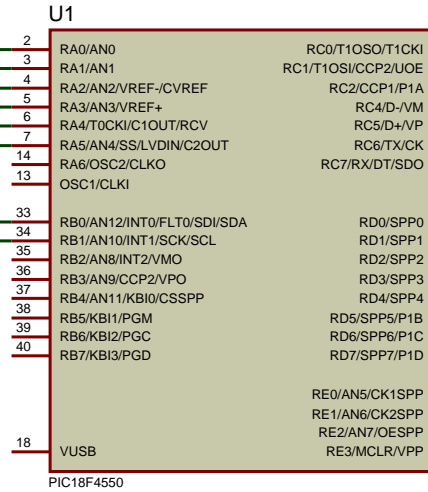 U1
2 RA0/AN0 RC0/T1OSO/T1CKI
3 RA1/AN1 RC1/T1OSI/CCP2/UOE
4 RA2/AN2/VREF-/CVREF RC2/CCP1/P1A
5 RA3/AN3/VREF+ RC4/D-/VM
6 RA4/T0CKI/C1OUT/RCV RC5/D+/VP
7 RA5/AN4/SS/LVDIN/C2OUT RC6/TX/CK
14 RA6/OSC2/CLKO RC7/RX/DT/SDO
13 OSC1/CLKI
33 RB0/AN12/INT0/FLT0/SDI/SDA RD0/SPP0
34 RB1/AN10/INT1/SCK/SCL RD1/SPP1
35 RB2/AN8/INT2/VMO RD2/SPP2
36 RB3/AN9/CCP2/VPO RD3/SPP3
37 RB4/AN11/KBI0/CSSPP RD4/SPP4
38 RB5/KBI1/PGM RD5/SPP5/P1B
39 RB6/KBI2/PGC RD6/SPP6/P1C
40 RB7/KBI3/PGD RD7/SPP7/P1D
RE0/AN5/CK1SPP
RE1/AN6/CK2SPP
RE2/AN7/OESPP
18 VUSB RE3/MCLR/VPP
PIC18F4550